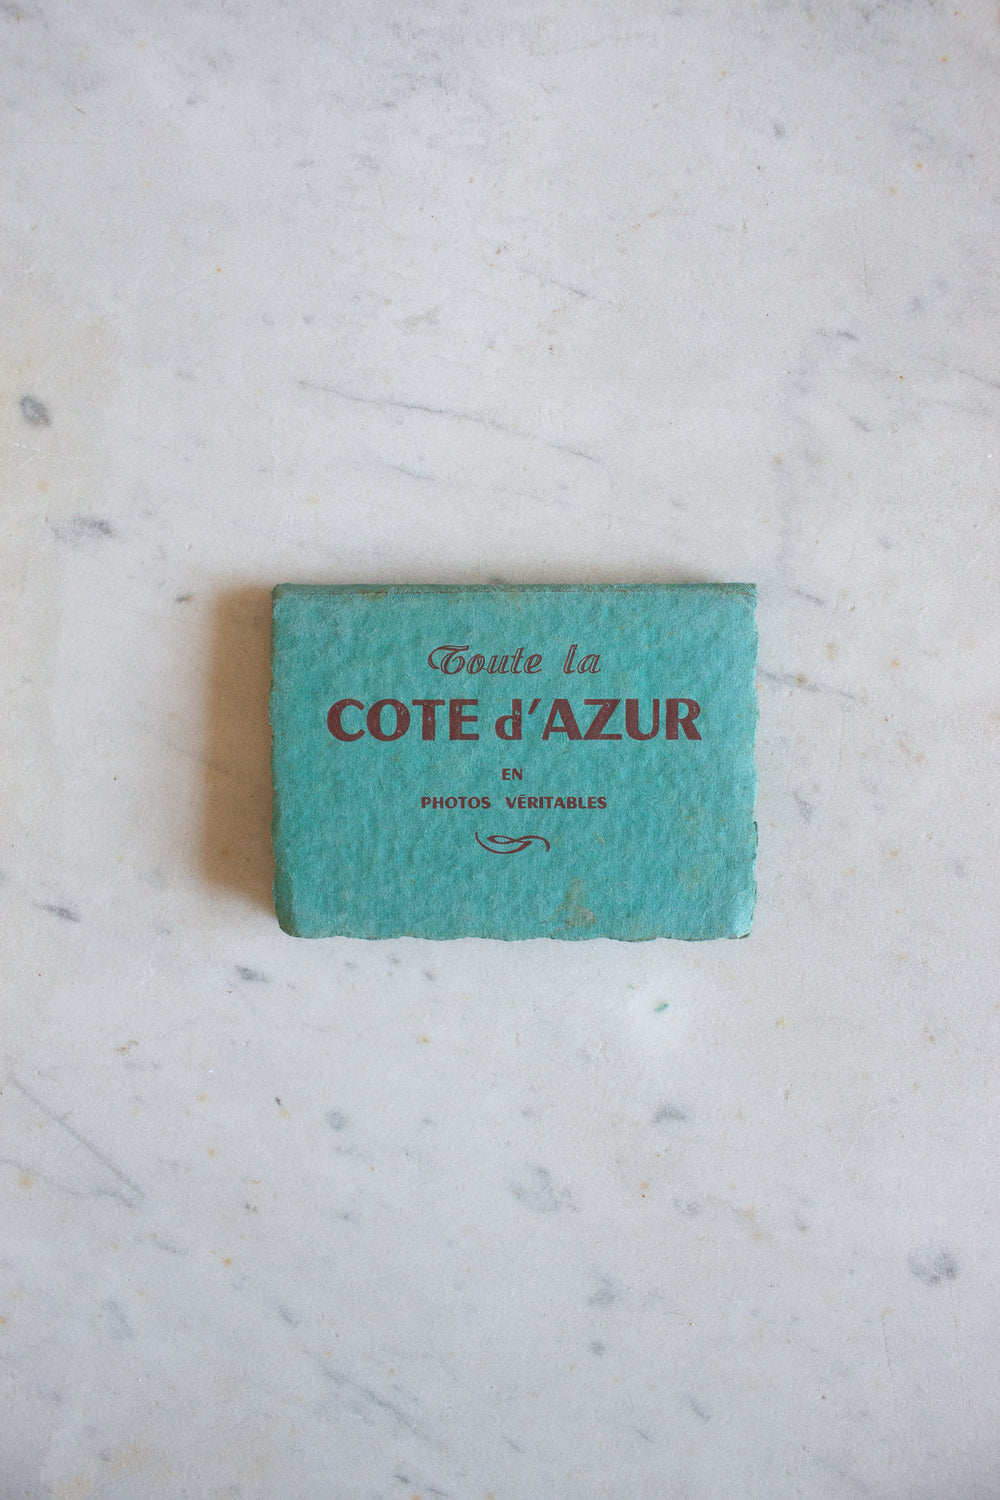 Toute la
COTE d'AZUR
EN
PHOTOS VÉRITABLES